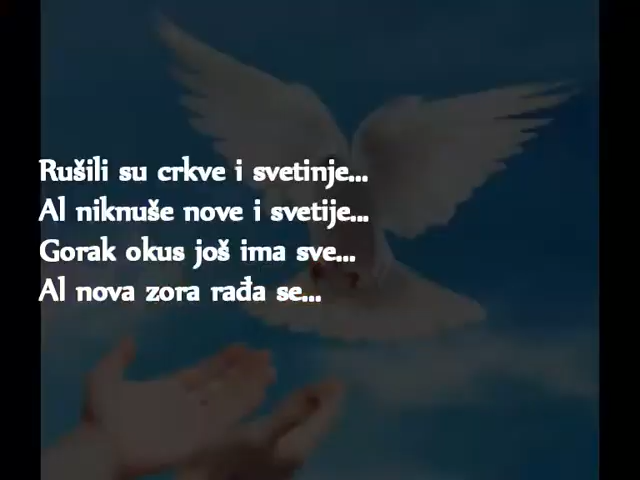 Rušili su crkve i svetinje...
Al niknuše nove i svetije...
Gorak okus još ima sve...
Al nova zora rađa se...